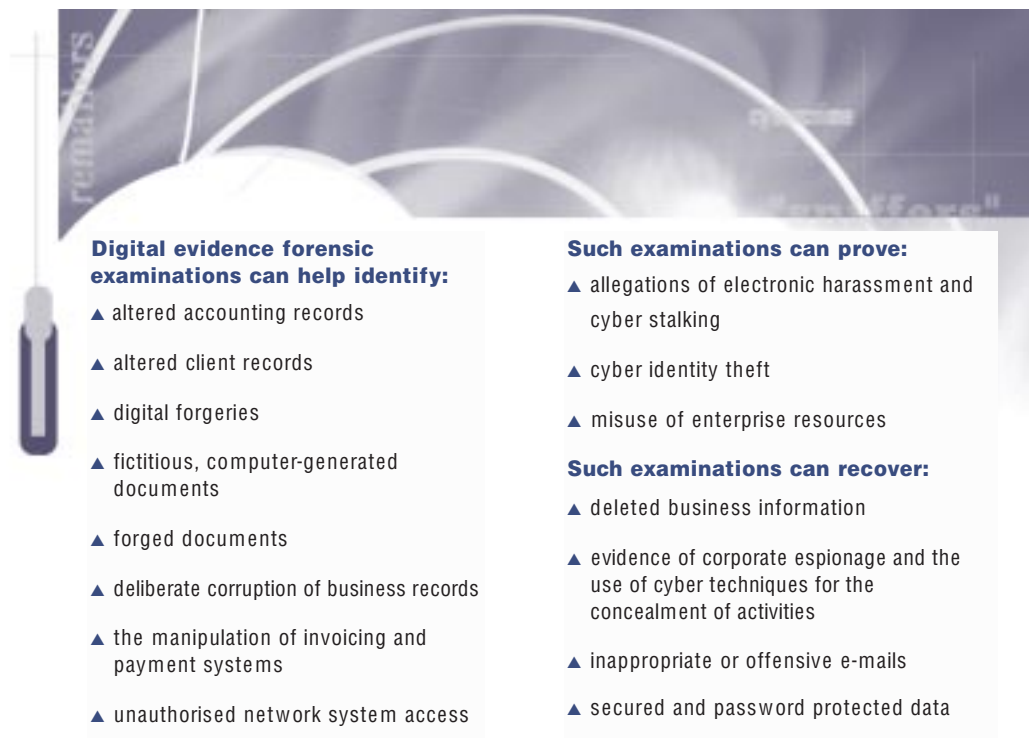 remailers
cybercrime
"sniffers"
Digital evidence forensic
examinations can help identify:
▲ altered accounting records
▲ altered client records
▲ digital forgeries
▲ fictitious, computer-generated
documents
▲ forged documents
▲ deliberate corruption of business records
▲ the manipulation of invoicing and
payment systems
▲ unauthorised network system access
Such examinations can prove:
▲ allegations of electronic harassment and
cyber stalking
▲ cyber identity theft
▲ misuse of enterprise resources
Such examinations can recover:
▲ deleted business information
▲ evidence of corporate espionage and the
use of cyber techniques for the
concealment of activities
▲ inappropriate or offensive e-mails
▲ secured and password protected data